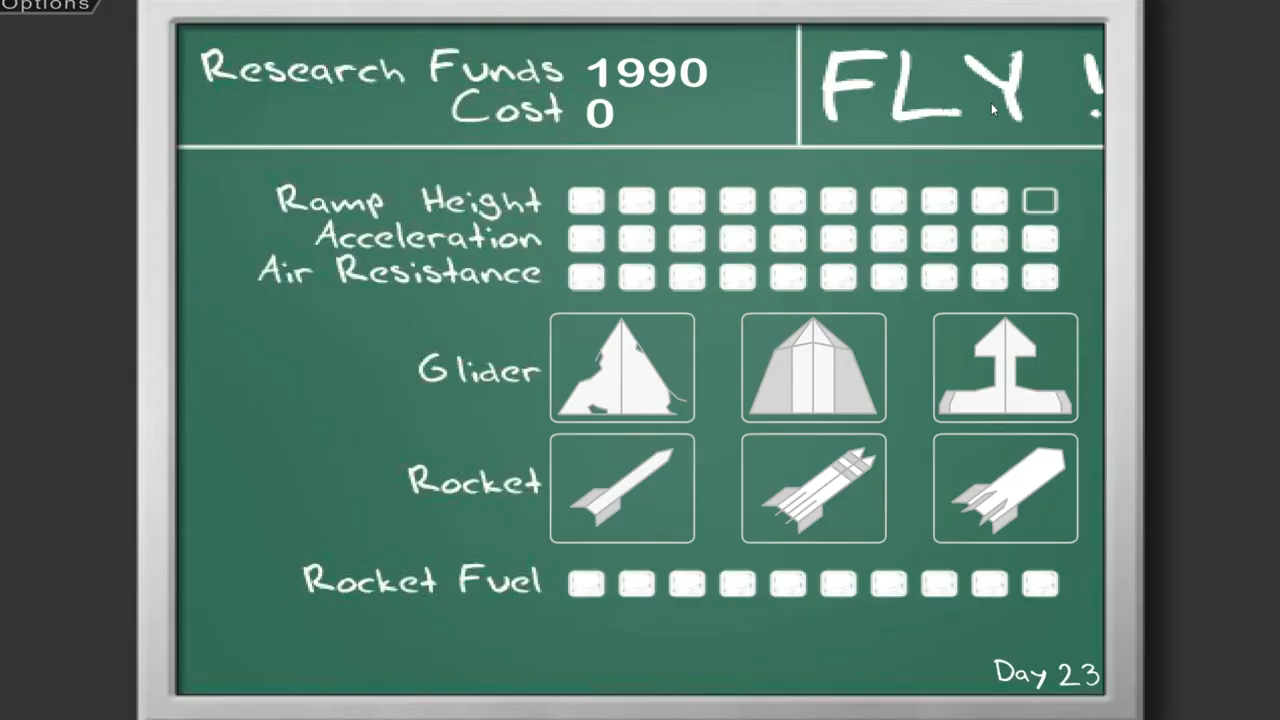 Options
Research Funds 1990
Cost 0
FLY !
Ramp Height
Acceleration
Air Resistance
Glider
Rocket
Rocket Fuel
Day 23